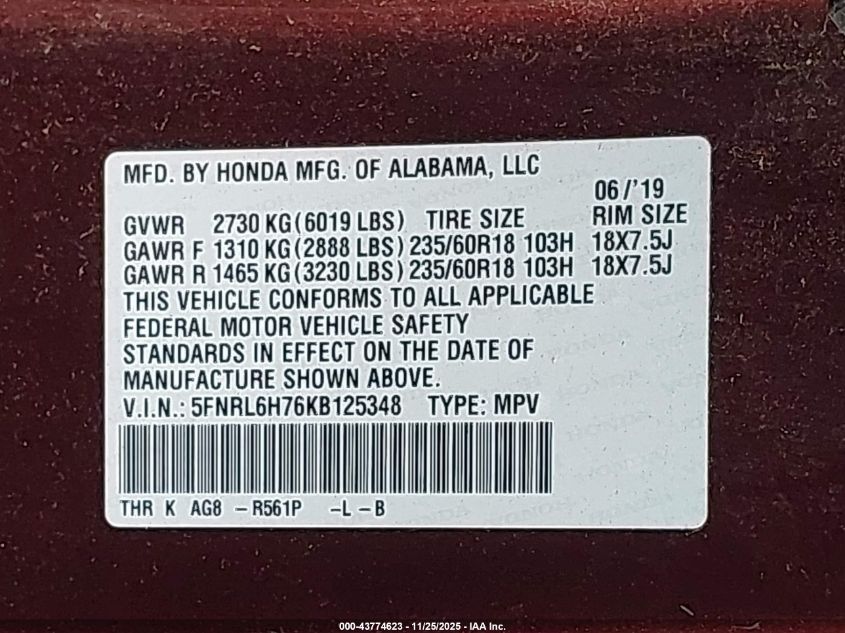 MFD. BY HONDA MFG. OF ALABAMA, LLC
06/'19
GVWR 2730 KG (6019 LBS) TIRE SIZE RIM SIZE
GAWR F 1310 KG (2888 LBS) 235/60R18 103H 18X7.5J
GAWR R 1465 KG (3230 LBS) 235/60R18 103H 18X7.5J
THIS VEHICLE CONFORMS TO ALL APPLICABLE
FEDERAL MOTOR VEHICLE SAFETY
STANDARDS IN EFFECT ON THE DATE OF
MANUFACTURE SHOWN ABOVE.
V.I.N.: 5FNRL6H76KB125348 TYPE: MPV
THR K AG8 - R561P - L - B
000-43774623 - 11/25/2025 - IAA Inc.